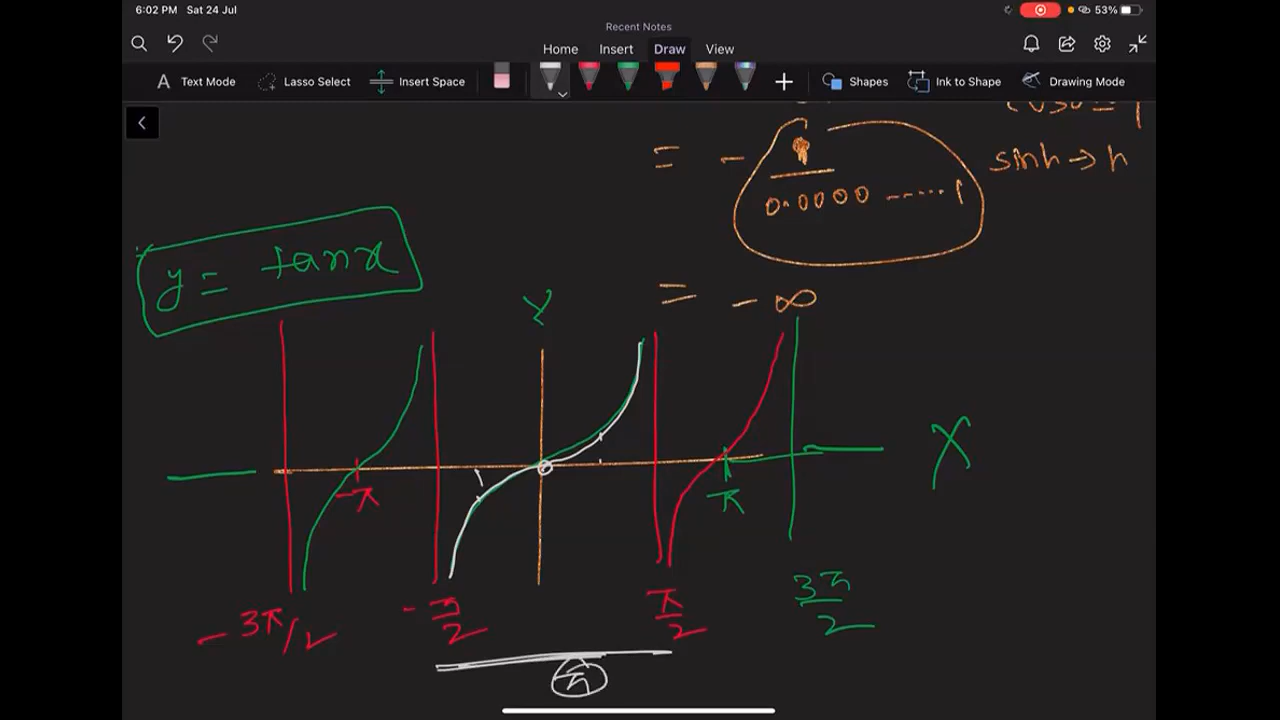 6:02 PM Sat 24 Jul
53%
Recent Notes
Home Insert Draw View
Text Mode Lasso Select Insert Space Shapes Ink to Shape Drawing Mode
= -
0.0000 -----1
sinh → h
y = tanx
= - ∞
Y
X
-π
π
-3π/2
-π/2
π/2
3π/2
π